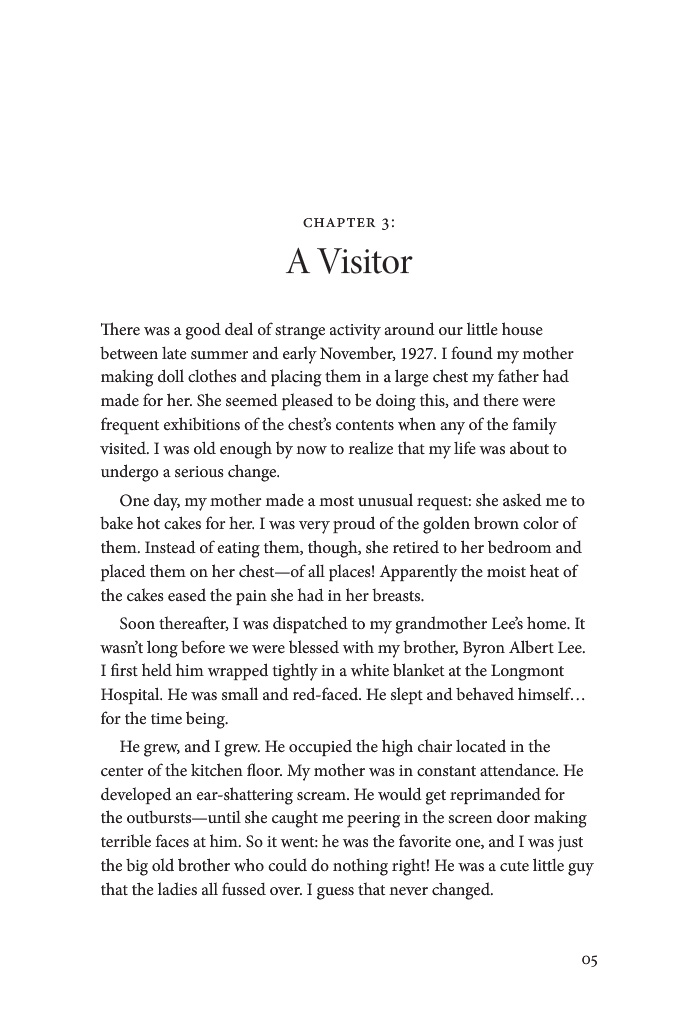 CHAPTER 3:
A Visitor
There was a good deal of strange activity around our little house
between late summer and early November, 1927. I found my mother
making doll clothes and placing them in a large chest my father had
made for her. She seemed pleased to be doing this, and there were
frequent exhibitions of the chest’s contents when any of the family
visited. I was old enough by now to realize that my life was about to
undergo a serious change.
One day, my mother made a most unusual request: she asked me to
bake hot cakes for her. I was very proud of the golden brown color of
them. Instead of eating them, though, she retired to her bedroom and
placed them on her chest—of all places! Apparently the moist heat of
the cakes eased the pain she had in her breasts.
Soon thereafter, I was dispatched to my grandmother Lee’s home. It
wasn’t long before we were blessed with my brother, Byron Albert Lee.
I first held him wrapped tightly in a white blanket at the Longmont
Hospital. He was small and red-faced. He slept and behaved himself…
for the time being.
He grew, and I grew. He occupied the high chair located in the
center of the kitchen floor. My mother was in constant attendance. He
developed an ear-shattering scream. He would get reprimanded for
the outbursts—until she caught me peering in the screen door making
terrible faces at him. So it went: he was the favorite one, and I was just
the big old brother who could do nothing right! He was a cute little guy
that the ladies all fussed over. I guess that never changed.
05